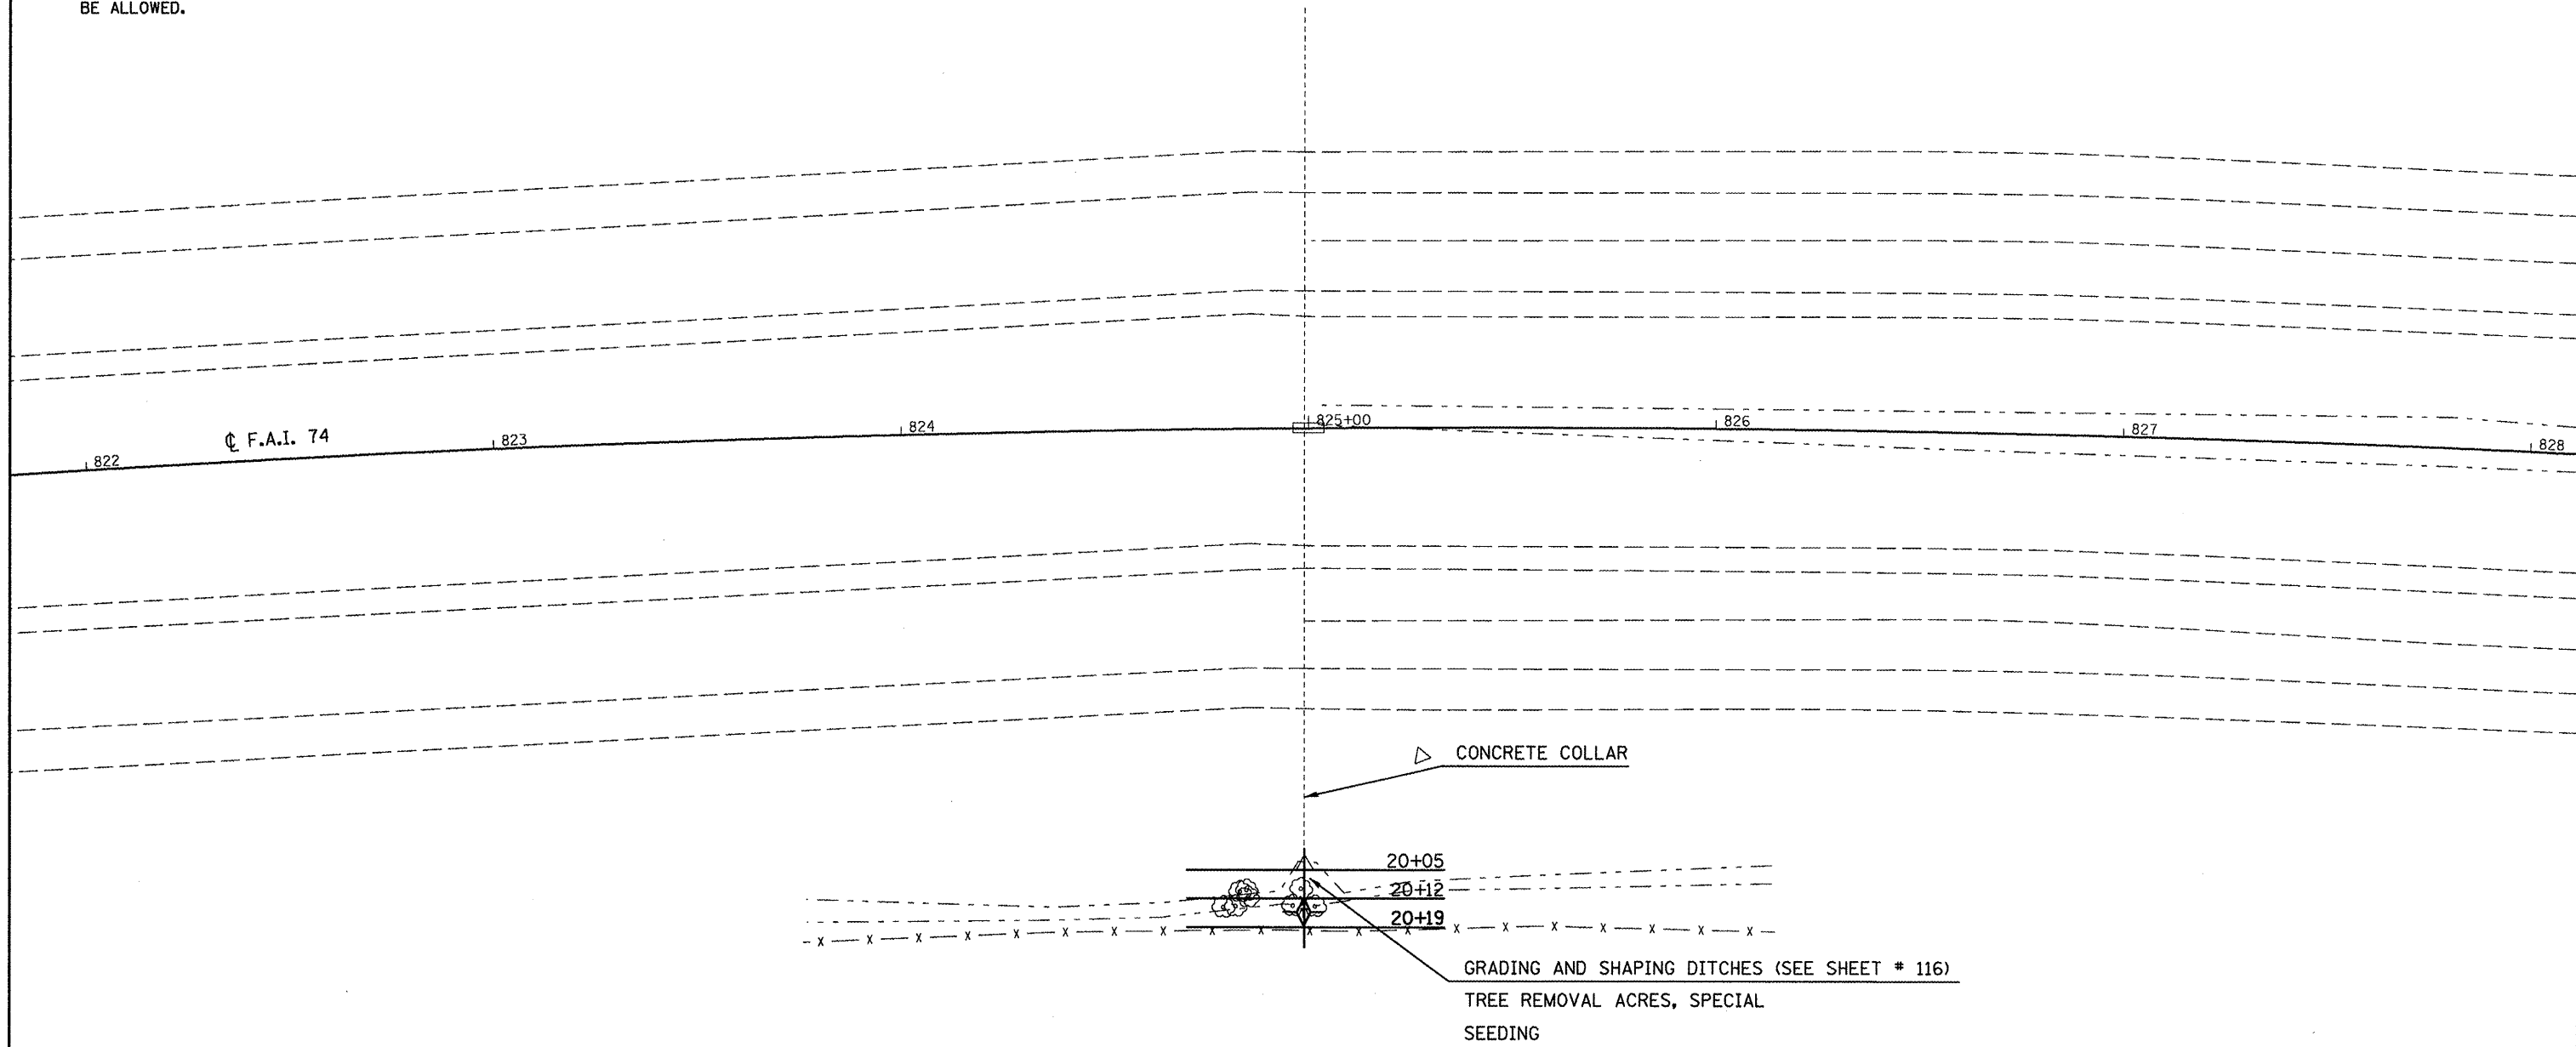 BE ALLOWED.
825+00
826
824
827
℄ F.A.I. 74
823
828
822
CONCRETE COLLAR
20+05
20+12
20+19
X X X X X X X X X X X X X X X X X X X X
GRADING AND SHAPING DITCHES (SEE SHEET # 116)
TREE REMOVAL ACRES, SPECIAL
SEEDING